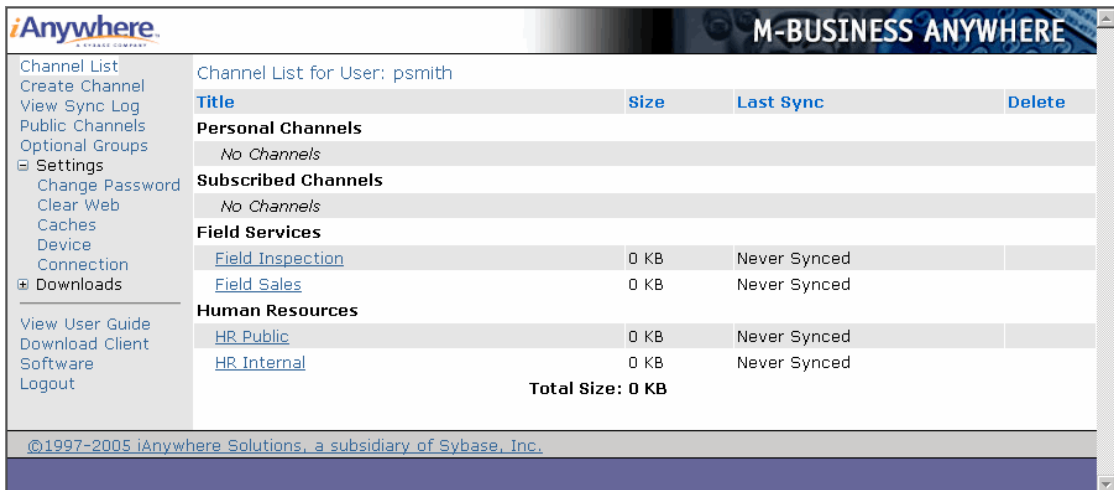 iAnywhere.
A SYBASE COMPANY
M-BUSINESS ANYWHERE
Channel List
Create Channel
View Sync Log
Public Channels
Optional Groups
Settings
Change Password
Clear Web
Caches
Device
Connection
Downloads
View User Guide
Download Client
Software
Logout
Channel List for User: psmith
Title Size Last Sync Delete
Personal Channels
No Channels
Subscribed Channels
No Channels
Field Services
Field Inspection 0 KB Never Synced
Field Sales 0 KB Never Synced
Human Resources
HR Public 0 KB Never Synced
HR Internal 0 KB Never Synced
Total Size: 0 KB
©1997-2005 iAnywhere Solutions, a subsidiary of Sybase, Inc.